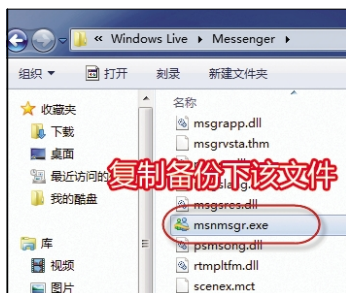 « Windows Live ▸ Messenger ▸
组织 ▼ 打开 刻录 新建文件夹
收藏夹
下载
桌面
最近访问的
我的酷盘
库
视频
图片
名称
msgrapp.dll
msgrvsta.thm
复制备份下该文件
msgsres.dll
msnmsgr.exe
psmsong.dll
rtmpltfm.dll
scenex.mct